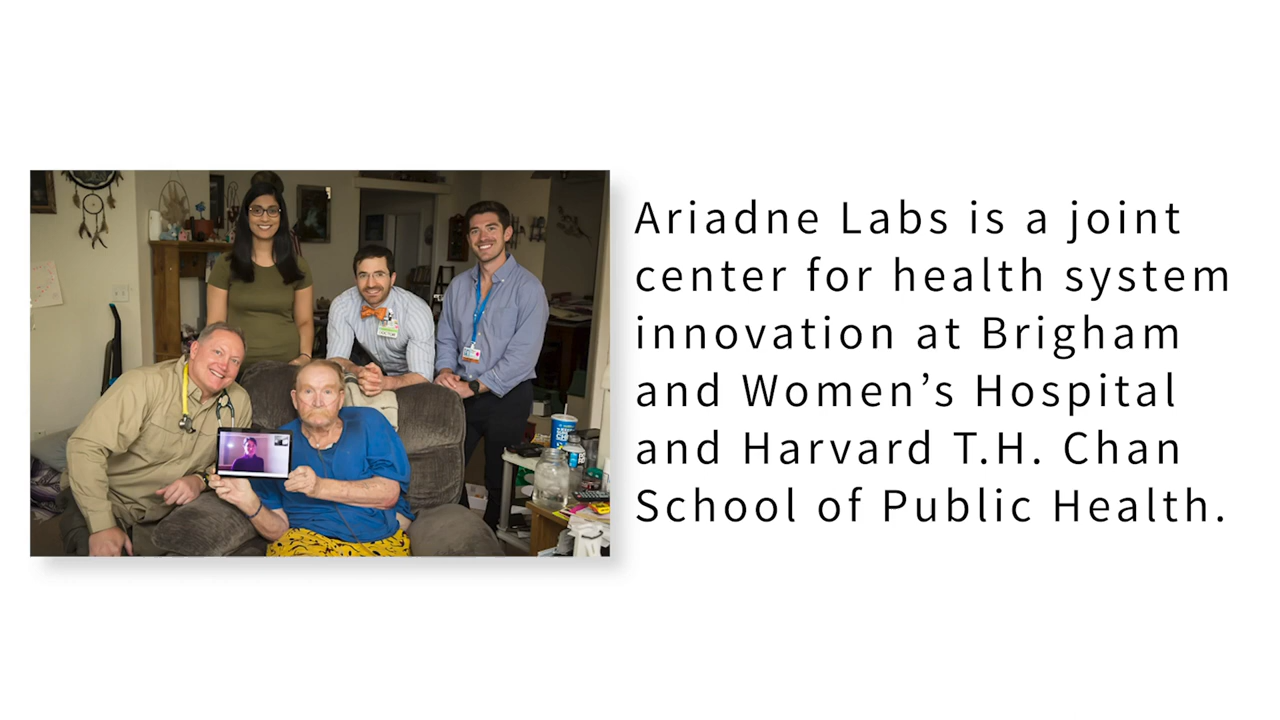 Ariadne Labs is a joint
center for health system
innovation at Brigham
and Women’s Hospital
and Harvard T.H. Chan
School of Public Health.